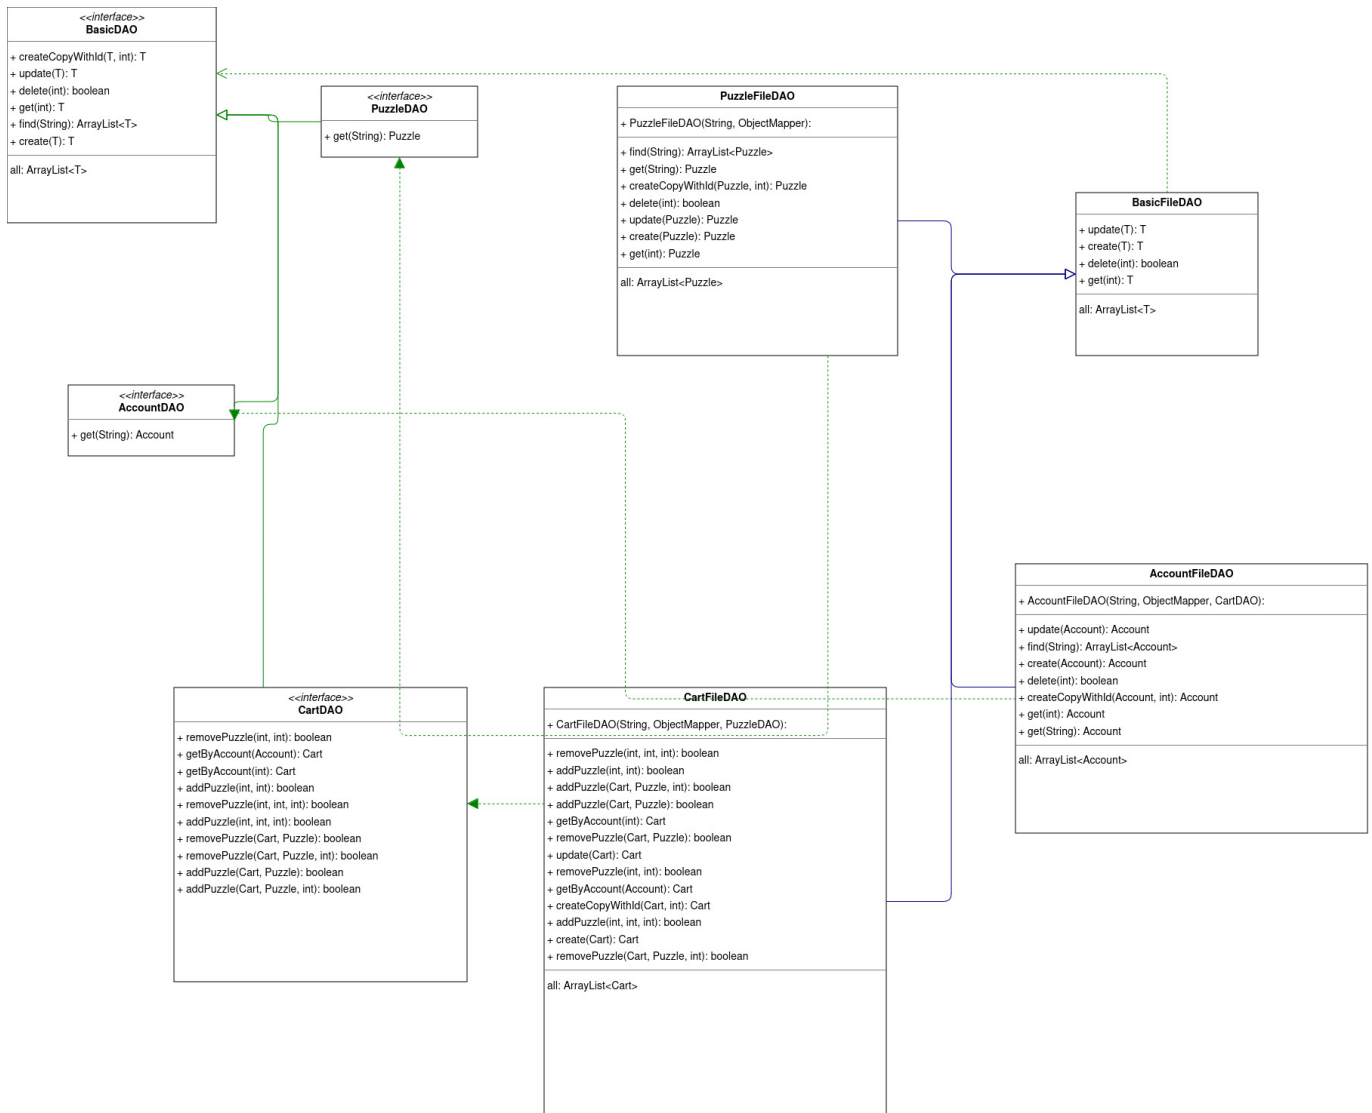 <<interface>>
BasicDAO
+ createCopyWithId(T, int): T
+ update(T): T
+ delete(int): boolean
+ get(int): T
+ find(String): ArrayList<T>
+ create(T): T
all: ArrayList<T>
<<interface>>
PuzzleDAO
+ get(String): Puzzle
PuzzleFileDAO
+ PuzzleFileDAO(String, ObjectMapper):
+ find(String): ArrayList<Puzzle>
+ get(String): Puzzle
+ createCopyWithId(Puzzle, int): Puzzle
+ delete(int): boolean
+ update(Puzzle): Puzzle
+ create(Puzzle): Puzzle
+ get(int): Puzzle
all: ArrayList<Puzzle>
BasicFileDAO
+ update(T): T
+ create(T): T
+ delete(int): boolean
+ get(int): T
all: ArrayList<T>
<<interface>>
AccountDAO
+ get(String): Account
AccountFileDAO
+ AccountFileDAO(String, ObjectMapper, CartDAO):
+ update(Account): Account
+ find(String): ArrayList<Account>
+ create(Account): Account
+ delete(int): boolean
+ createCopyWithId(Account, int): Account
+ get(int): Account
+ get(String): Account
all: ArrayList<Account>
<<interface>>
CartDAO
+ removePuzzle(int, int): boolean
+ getByAccount(Account): Cart
+ getByAccount(int): Cart
+ addPuzzle(int, int): boolean
+ removePuzzle(int, int, int): boolean
+ addPuzzle(int, int, int): boolean
+ removePuzzle(Cart, Puzzle): boolean
+ removePuzzle(Cart, Puzzle, int): boolean
+ addPuzzle(Cart, Puzzle): boolean
+ addPuzzle(Cart, Puzzle, int): boolean
CartFileDAO
+ CartFileDAO(String, ObjectMapper, PuzzleDAO):
+ removePuzzle(int, int, int): boolean
+ addPuzzle(int, int): boolean
+ addPuzzle(Cart, Puzzle, int): boolean
+ addPuzzle(Cart, Puzzle): boolean
+ getByAccount(int): Cart
+ removePuzzle(Cart, Puzzle): boolean
+ update(Cart): Cart
+ removePuzzle(int, int): boolean
+ getByAccount(Account): Cart
+ createCopyWithId(Cart, int): Cart
+ addPuzzle(int, int, int): boolean
+ create(Cart): Cart
+ removePuzzle(Cart, Puzzle, int): boolean
all: ArrayList<Cart>